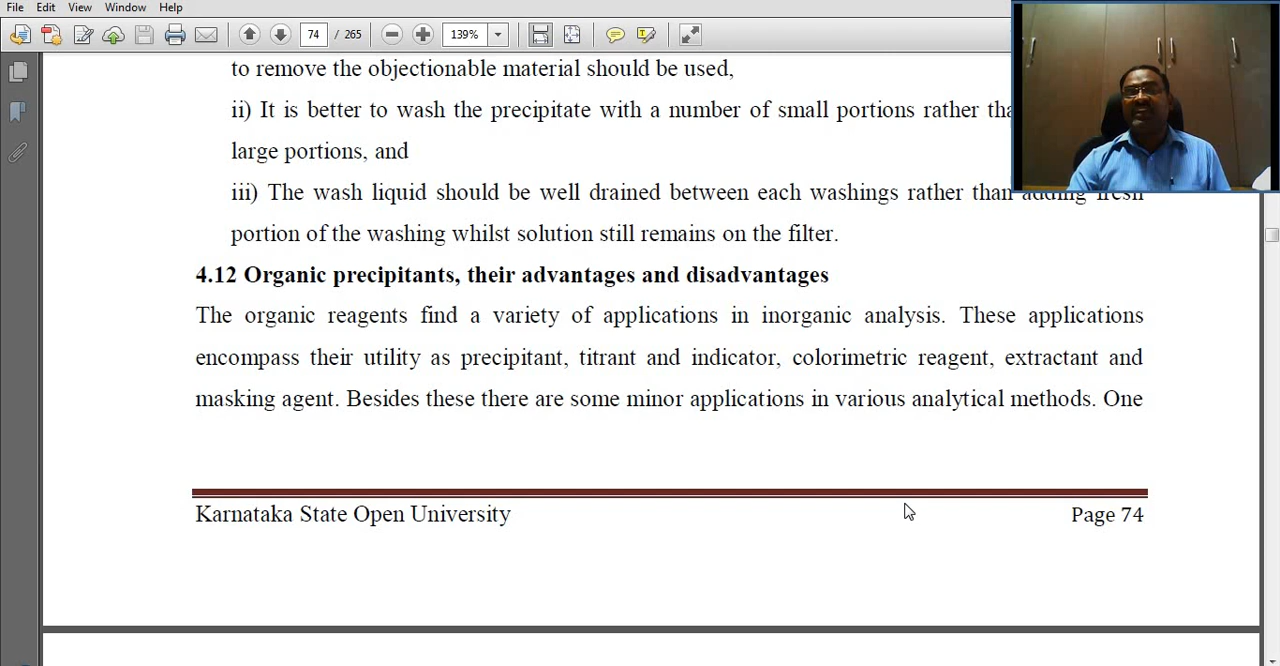 File Edit View Window Help
74 / 265 139%
to remove the objectionable material should be used,
ii) It is better to wash the precipitate with a number of small portions rather
large portions, and
iii) The wash liquid should be well drained between each washings rather than adding fresh
portion of the washing whilst solution still remains on the filter.
4.12 Organic precipitants, their advantages and disadvantages
The organic reagents find a variety of applications in inorganic analysis. These applications
encompass their utility as precipitant, titrant and indicator, colorimetric reagent, extractant and
masking agent. Besides these there are some minor applications in various analytical methods. One
Karnataka State Open University Page 74